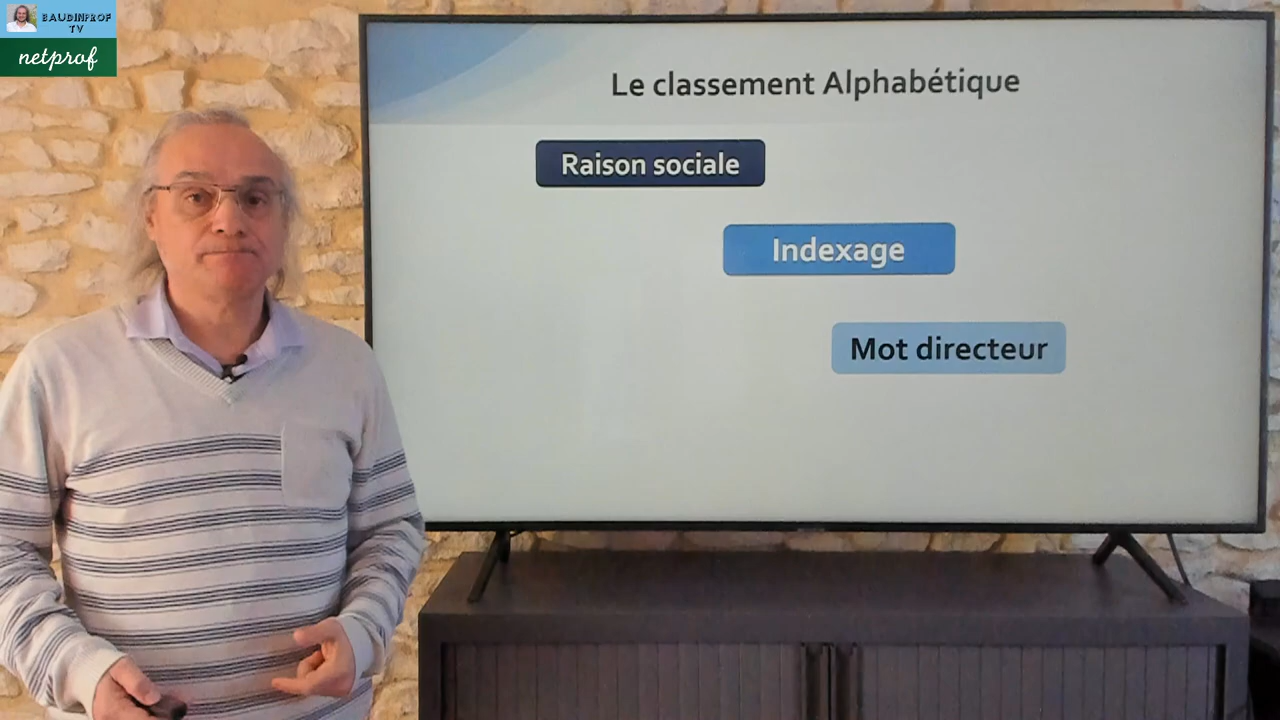 BAUDINPROF
TV
netprof
Le classement Alphabétique
Raison sociale
Indexage
Mot directeur